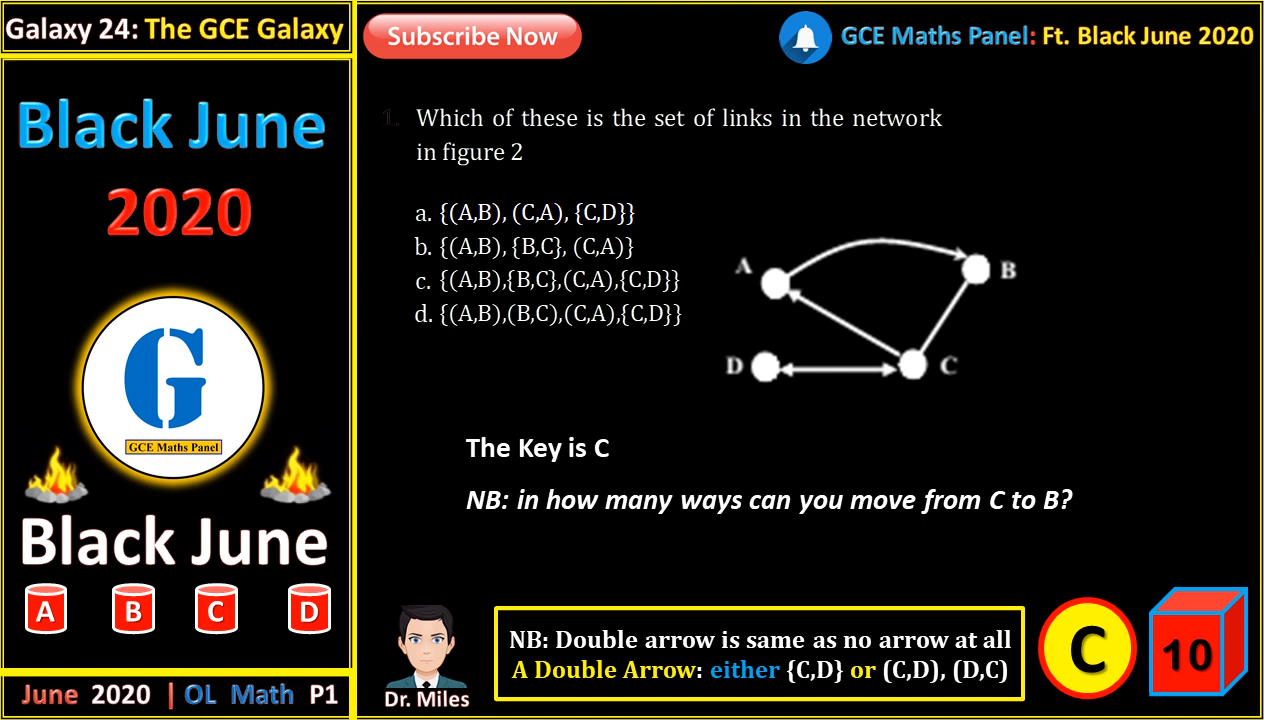 Galaxy 24: The GCE Galaxy
Subscribe Now
GCE Maths Panel: Ft. Black June 2020
Black June
2020
G
GCE Maths Panel
Black June
A B C D
June 2020 | OL Math P1
1. Which of these is the set of links in the network
in figure 2
a. {(A,B), (C,A), {C,D}}
b. {(A,B), {B,C}, (C,A)}
c. {(A,B),{B,C},(C,A),{C,D}}
d. {(A,B),(B,C),(C,A),{C,D}}
A
B
D
C
The Key is C
NB: in how many ways can you move from C to B?
Dr. Miles
NB: Double arrow is same as no arrow at all
A Double Arrow: either {C,D} or (C,D), (D,C)
C
10